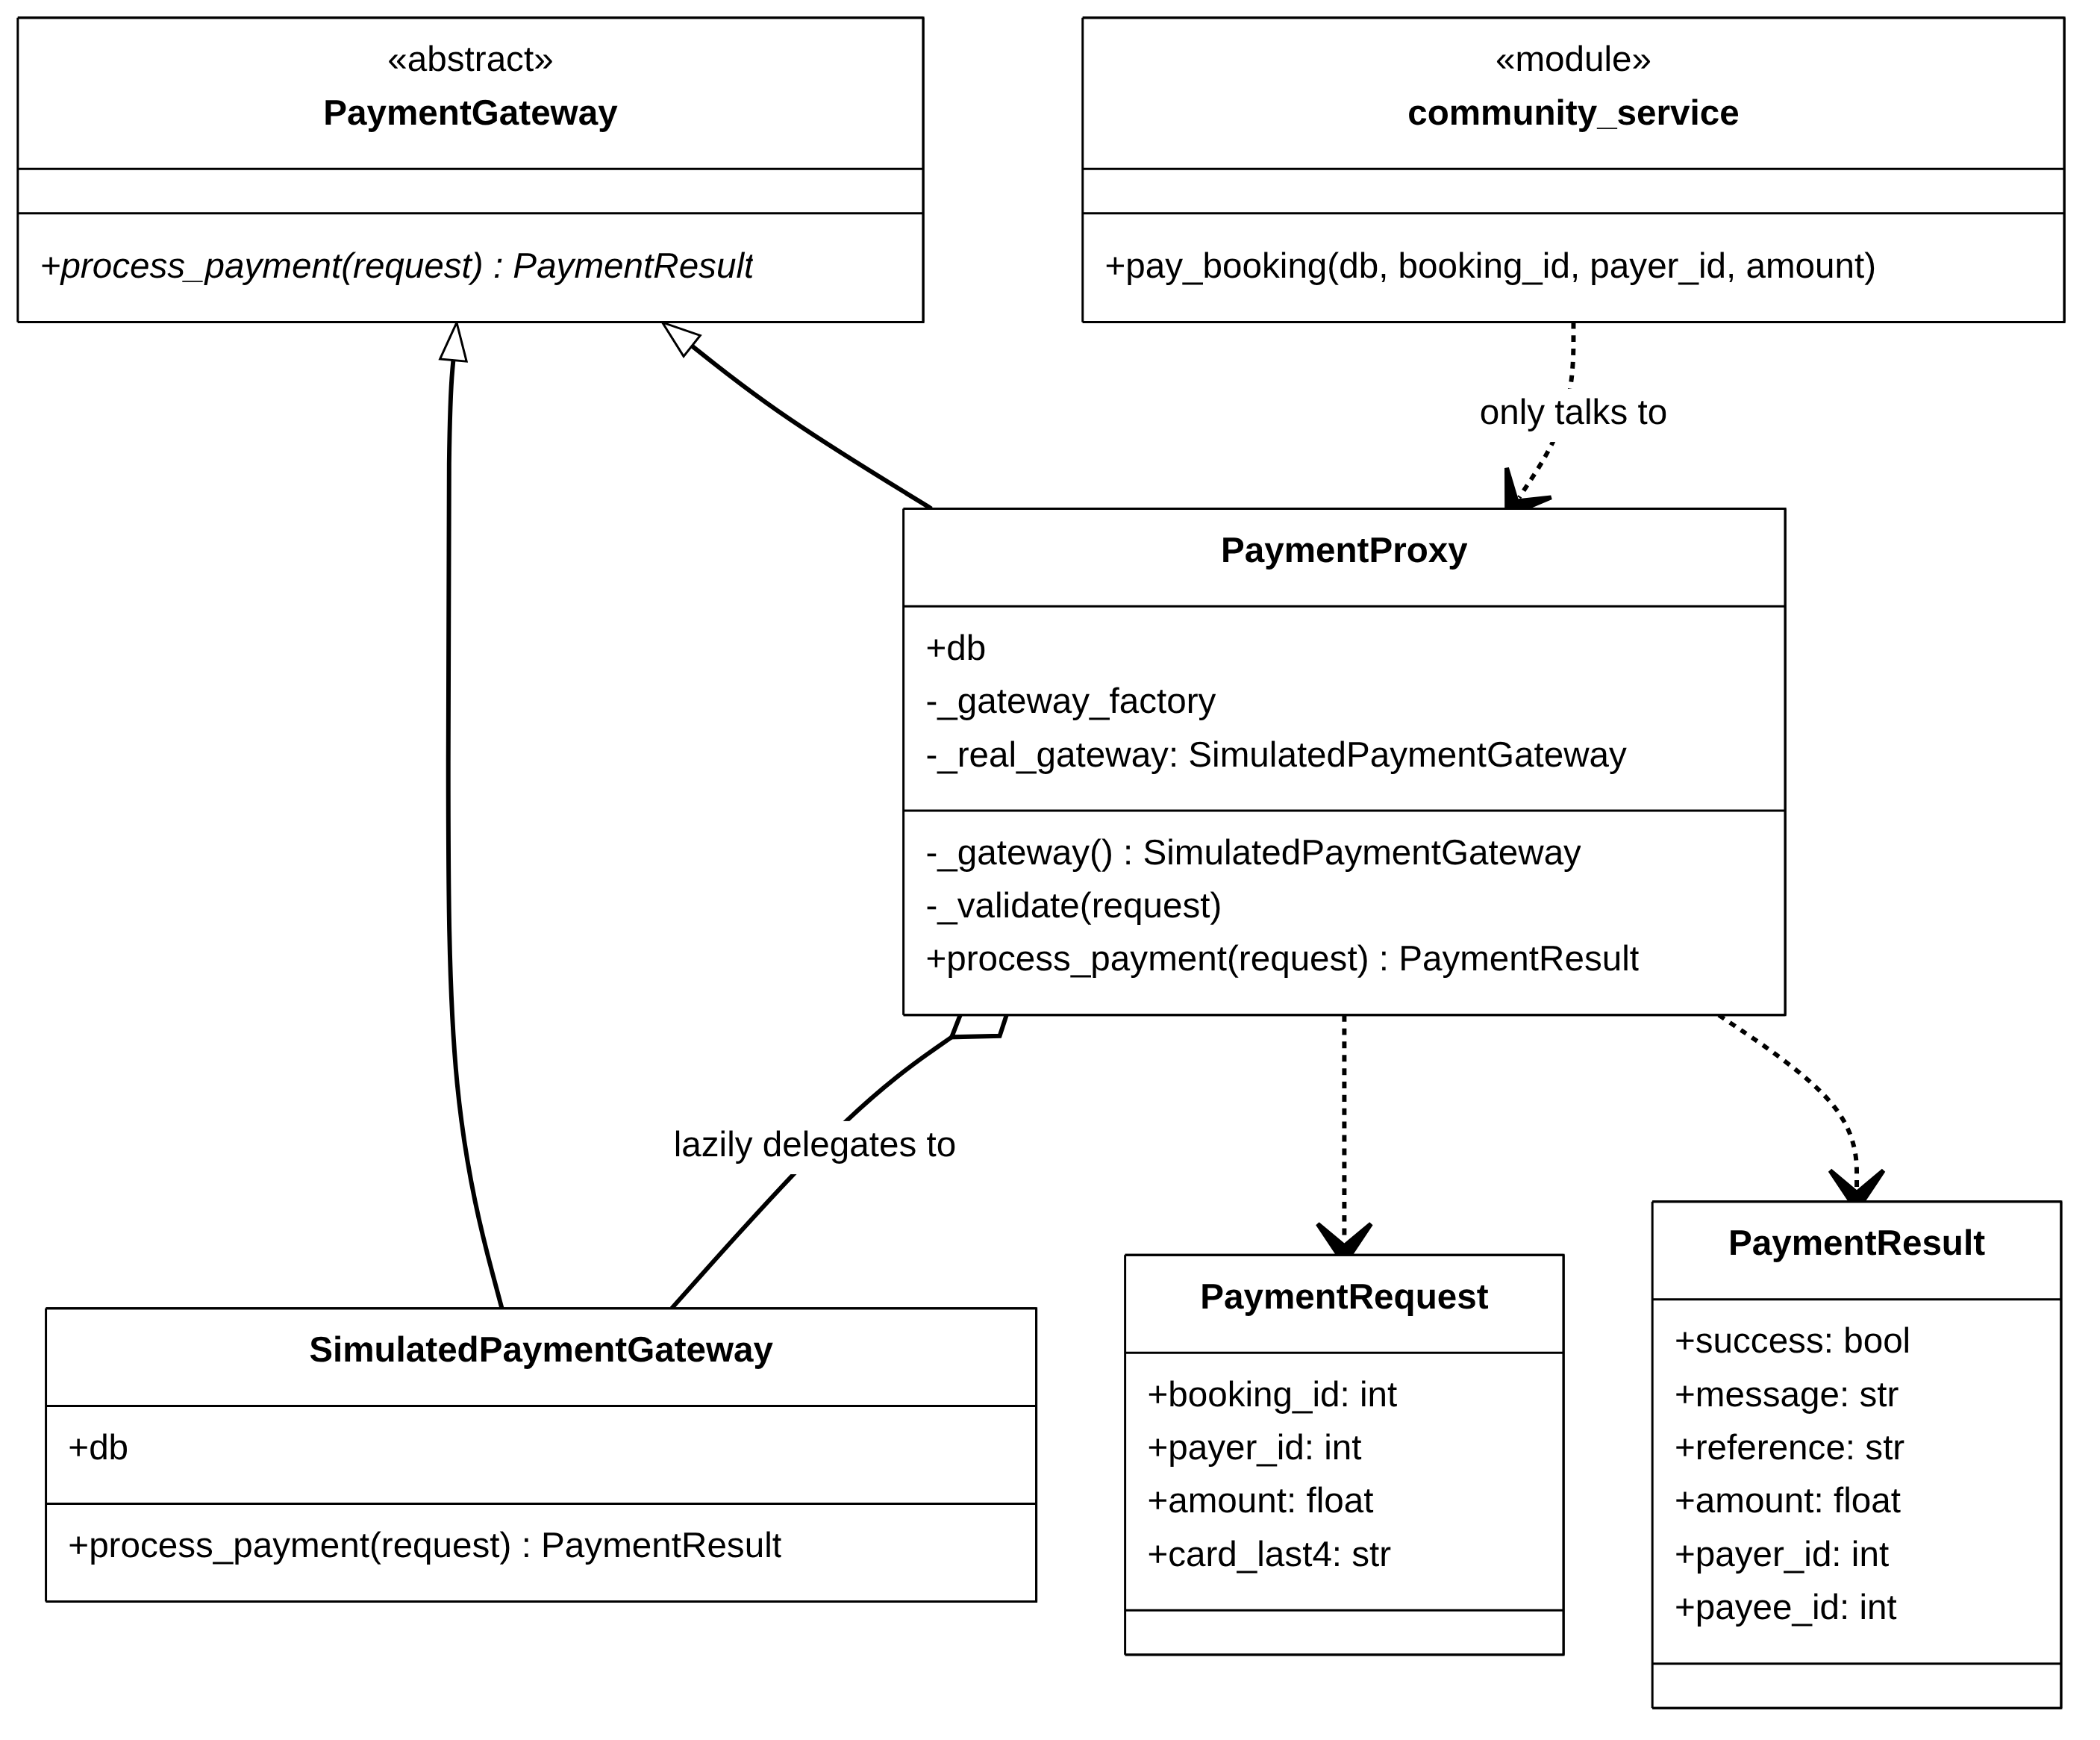 «abstract»
PaymentGateway
+process_payment(request) : PaymentResult
«module»
community_service
+pay_booking(db, booking_id, payer_id, amount)
only talks to
PaymentProxy
+db
-_gateway_factory
-_real_gateway: SimulatedPaymentGateway
-_gateway() : SimulatedPaymentGateway
-_validate(request)
+process_payment(request) : PaymentResult
lazily delegates to
SimulatedPaymentGateway
+db
+process_payment(request) : PaymentResult
PaymentRequest
+booking_id: int
+payer_id: int
+amount: float
+card_last4: str
PaymentResult
+success: bool
+message: str
+reference: str
+amount: float
+payer_id: int
+payee_id: int